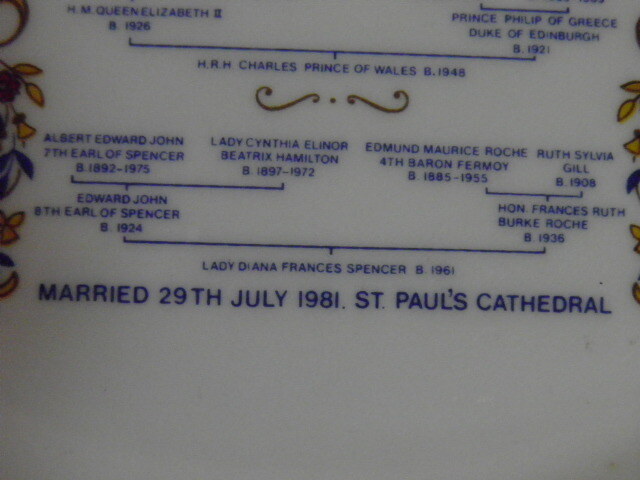 H.M. QUEEN ELIZABETH II
B. 1926
PRINCE PHILIP OF GREECE
DUKE OF EDINBURGH
B. 1921
H.R.H CHARLES PRINCE OF WALES B. 1948
ALBERT EDWARD JOHN
7TH EARL OF SPENCER
B. 1892-1975
LADY CYNTHIA ELINOR
BEATRIX HAMILTON
B. 1897-1972
EDMUND MAURICE ROCHE
4TH BARON FERMOY
B. 1885-1955
RUTH SYLVIA
GILL
B. 1908
EDWARD JOHN
8TH EARL OF SPENCER
B. 1924
HON. FRANCES RUTH
BURKE ROCHE
B. 1936
LADY DIANA FRANCES SPENCER B. 1961
MARRIED 29TH JULY 1981. ST. PAUL'S CATHEDRAL